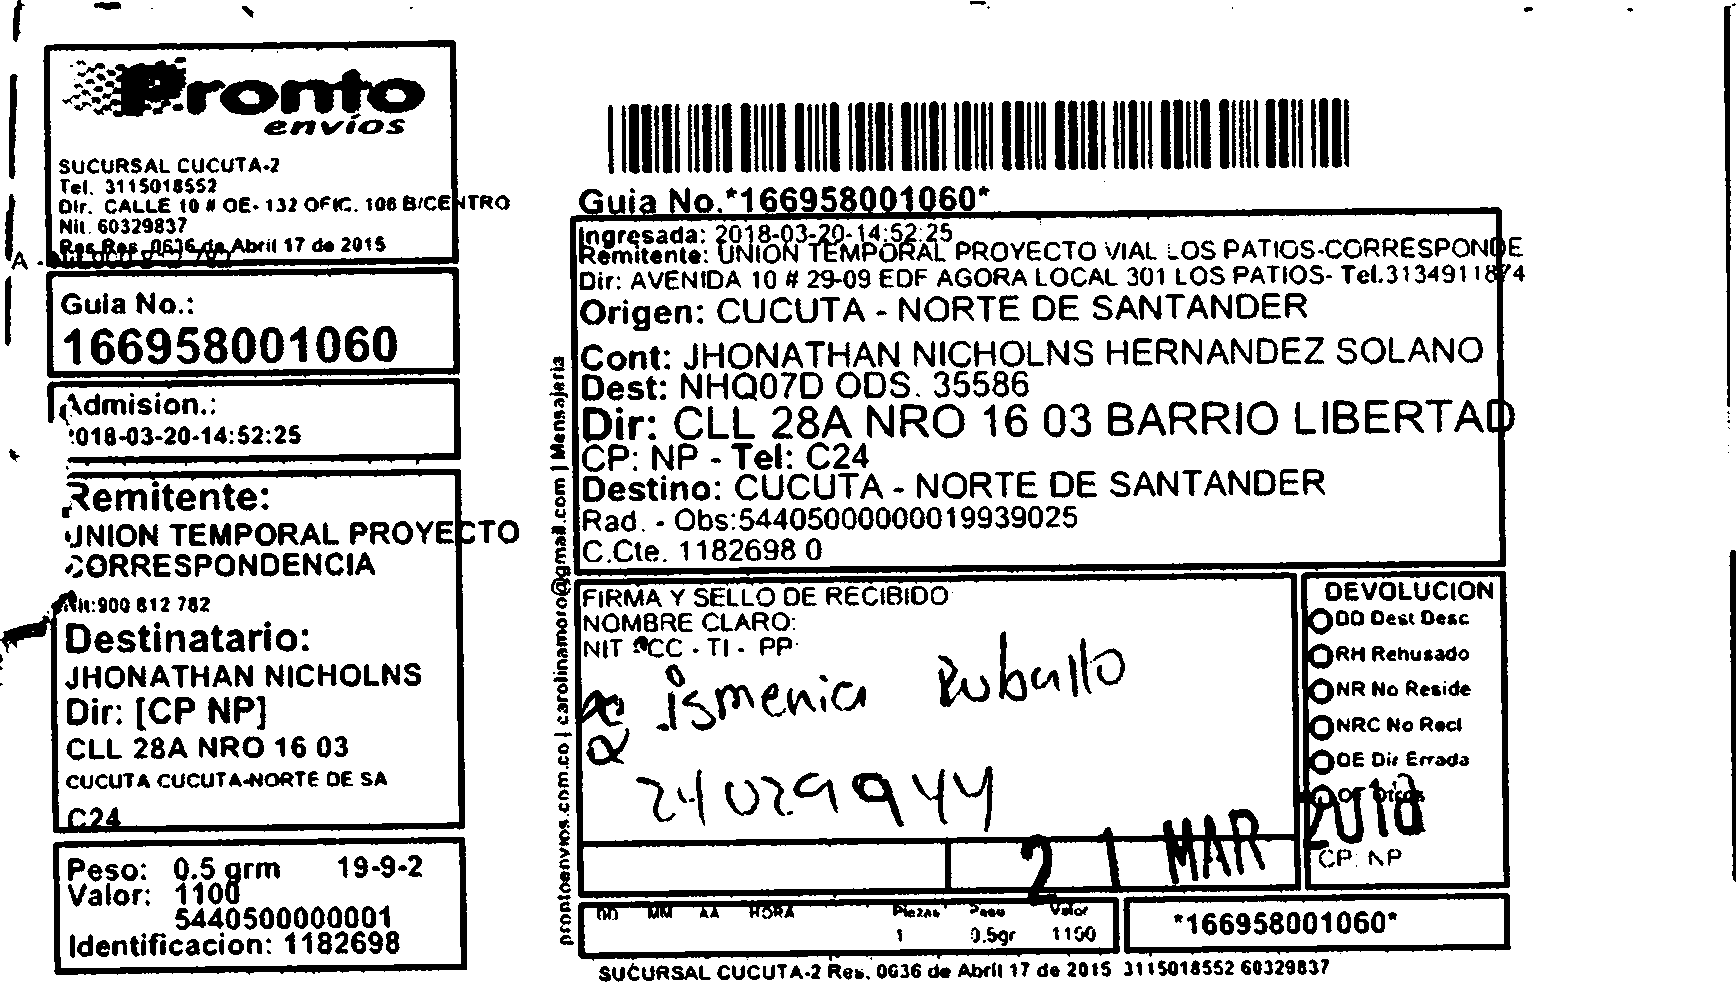 Pronto
envíos
SUCURSAL CUCUTA-2
Tel. 3115018552
Dir. CALLE 10 # OE- 132 OFIC. 106 B/CENTRO
Nit. 60329837
Res Res 0636 de Abril 17 de 2015
Guia No.:
166958001060
Admision.:
2018-03-20-14:52:25
Remitente:
UNION TEMPORAL PROYECTO
CORRESPONDENCIA
Nit:900 812 782
Destinatario:
JHONATHAN NICHOLNS
Dir: [CP NP]
CLL 28A NRO 16 03
CUCUTA CUCUTA-NORTE DE SA
C24
Peso: 0.5 grm 19-9-2
Valor: 1100
5440500000001
Identificacion: 1182698
prontoenvios.com.co | carolinamoro@gmail.com | Mensajeria
Guia No.*166958001060*
Ingresada: 2018-03-20-14:52:25
Remitente: UNION TEMPORAL PROYECTO VIAL LOS PATIOS-CORRESPONDE
Dir: AVENIDA 10 # 29-09 EDF AGORA LOCAL 301 LOS PATIOS- Tel.3134911874
Origen: CUCUTA - NORTE DE SANTANDER
Cont: JHONATHAN NICHOLNS HERNANDEZ SOLANO
Dest: NHQ07D ODS. 35586
Dir: CLL 28A NRO 16 03 BARRIO LIBERTAD
CP: NP - Tel: C24
Destino: CUCUTA - NORTE DE SANTANDER
Rad. - Obs:54405000000019939025
C.Cte. 1182698 0
FIRMA Y SELLO DE RECIBIDO
NOMBRE CLARO:
NIT CC - TI - PP
ismenia Ruballo
24029944
21 MAR 2018
DEVOLUCION
DD Dest Desc
RH Rehusado
NR No Reside
NRC No Recl
DE Dir Errada
OT Otros
CP: NP
DD MM AA HORA Piezas Peso Valor
1 0.5gr 1100
*166958001060*
SUCURSAL CUCUTA-2 Res. 0636 de Abril 17 de 2015 3115018552 60329837